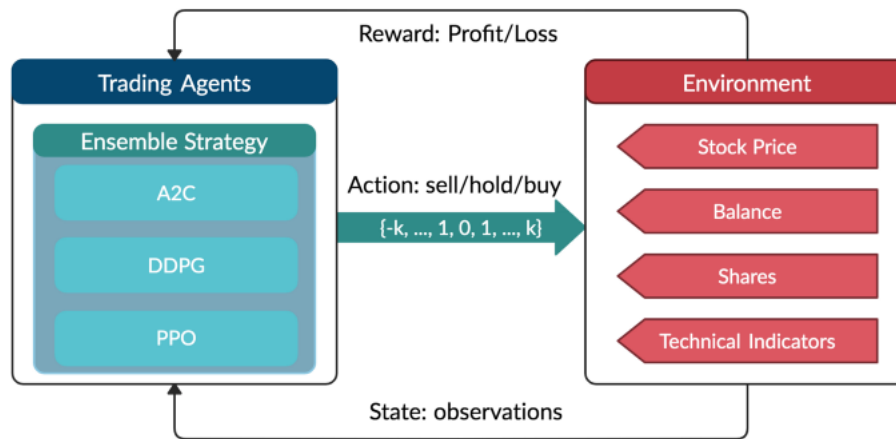 Reward: Profit/Loss
Trading Agents
Ensemble Strategy
A2C
DDPG
PPO
Action: sell/hold/buy
{-k, ..., 1, 0, 1, ..., k}
Environment
Stock Price
Balance
Shares
Technical Indicators
State: observations